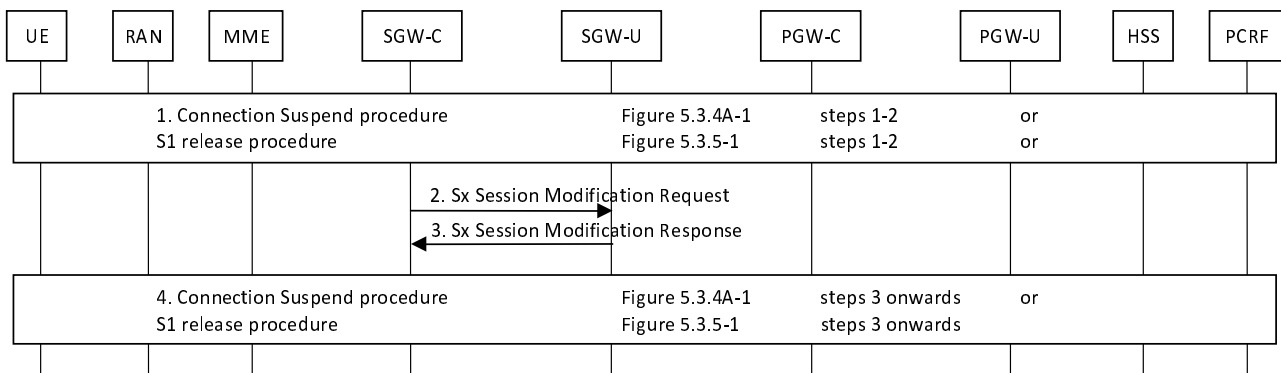 UE RAN MME SGW-C SGW-U PGW-C PGW-U HSS PCRF
1. Connection Suspend procedure Figure 5.3.4A-1 steps 1-2 or
S1 release procedure Figure 5.3.5-1 steps 1-2 or
2. Sx Session Modification Request
3. Sx Session Modification Response
4. Connection Suspend procedure Figure 5.3.4A-1 steps 3 onwards or
S1 release procedure Figure 5.3.5-1 steps 3 onwards